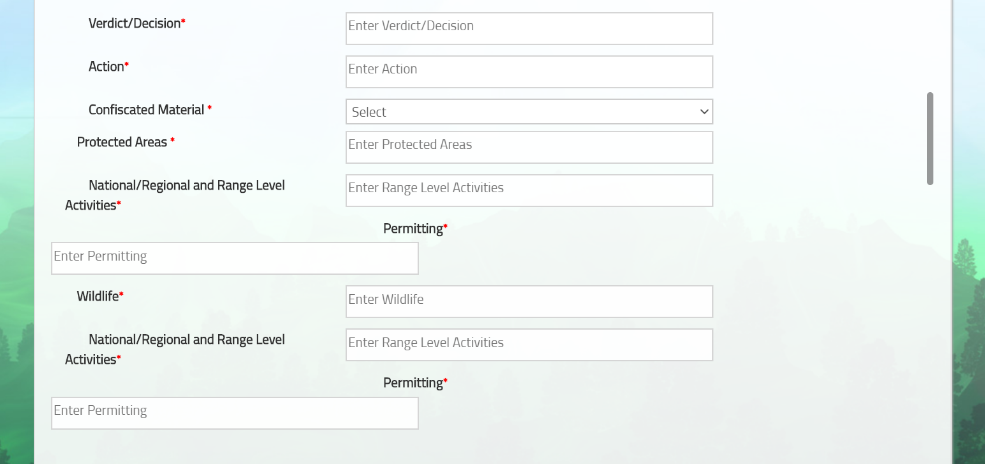 Verdict/Decision*
Enter Verdict/Decision
Action*
Enter Action
Confiscated Material *
Select
Protected Areas *
Enter Protected Areas
National/Regional and Range Level
Activities*
Enter Range Level Activities
Permitting*
Enter Permitting
Wildlife*
Enter Wildlife
National/Regional and Range Level
Activities*
Enter Range Level Activities
Permitting*
Enter Permitting